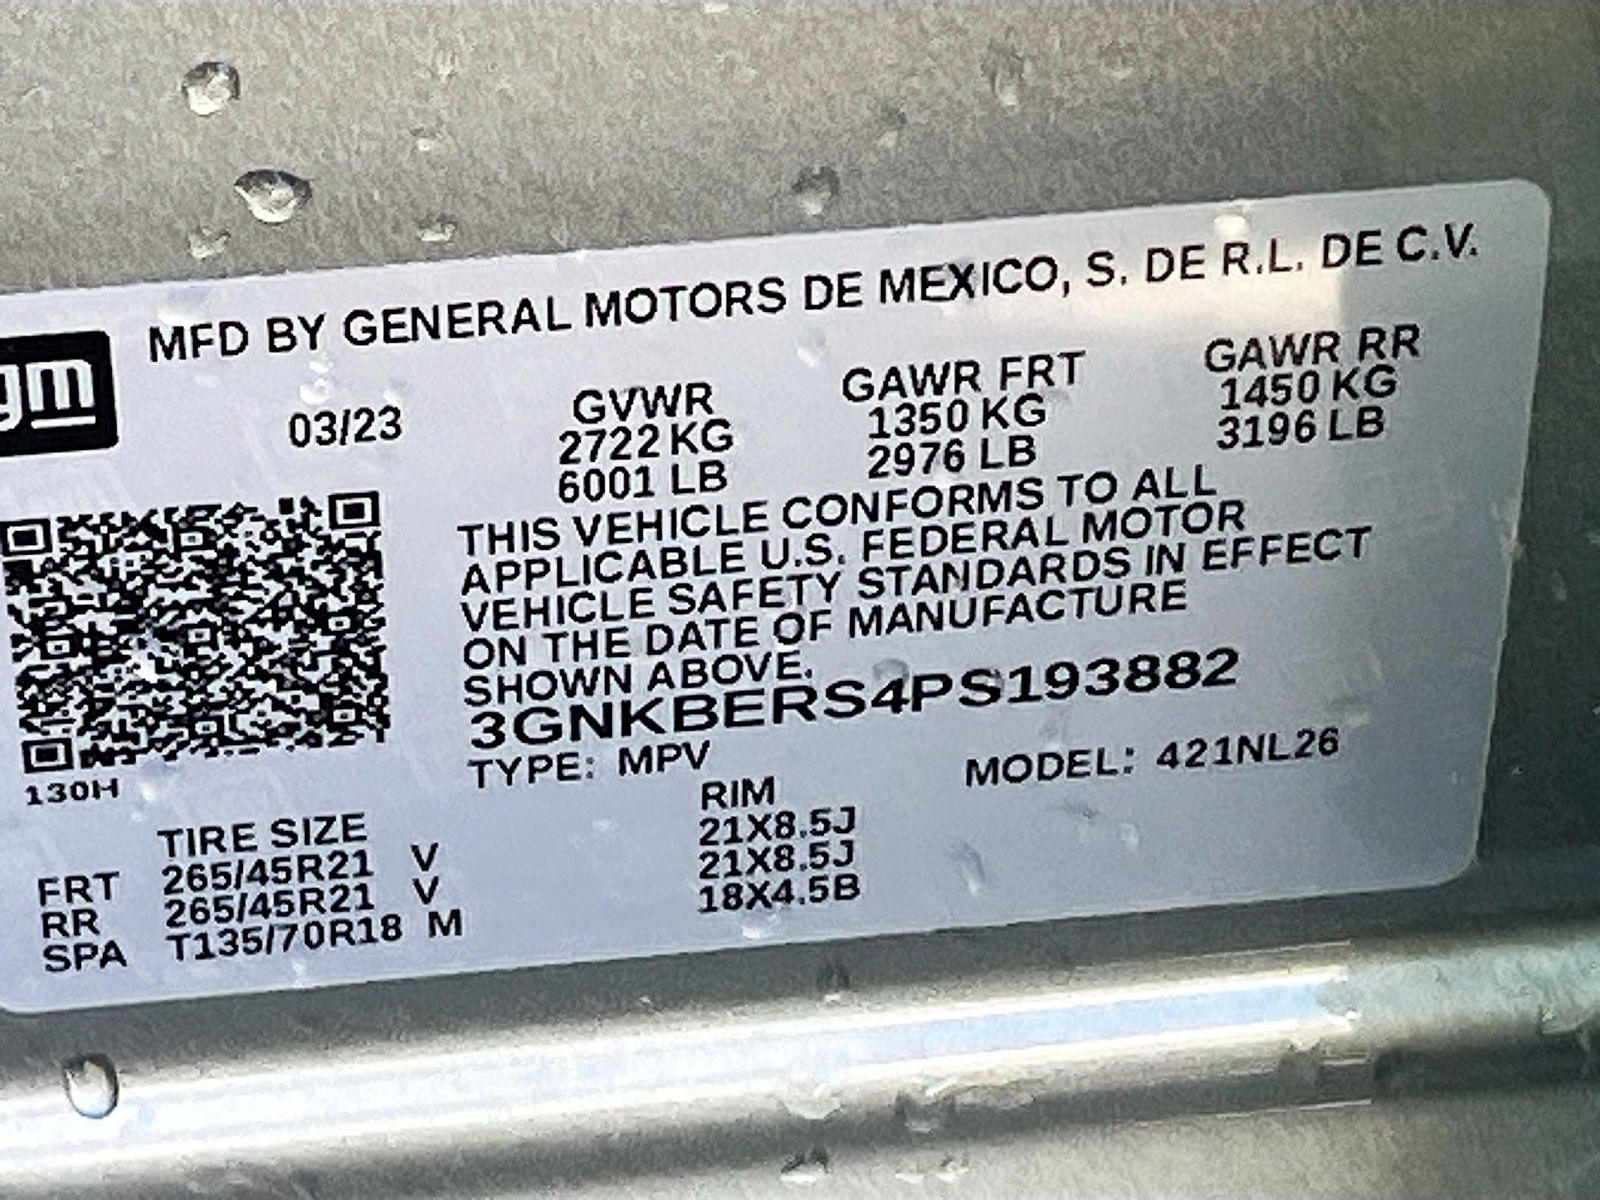 MFD BY GENERAL MOTORS DE MEXICO, S. DE R.L. DE C.V.
gm
03/23
GVWR
2722 KG
6001 LB
GAWR FRT
1350 KG
2976 LB
GAWR RR
1450 KG
3196 LB
THIS VEHICLE CONFORMS TO ALL
APPLICABLE U.S. FEDERAL MOTOR
VEHICLE SAFETY STANDARDS IN EFFECT
ON THE DATE OF MANUFACTURE
SHOWN ABOVE.
3GNKBERS4PS193882
TYPE: MPV MODEL: 421NL26
130H
TIRE SIZE RIM
FRT 265/45R21 V 21X8.5J
RR 265/45R21 V 21X8.5J
SPA T135/70R18 M 18X4.5B